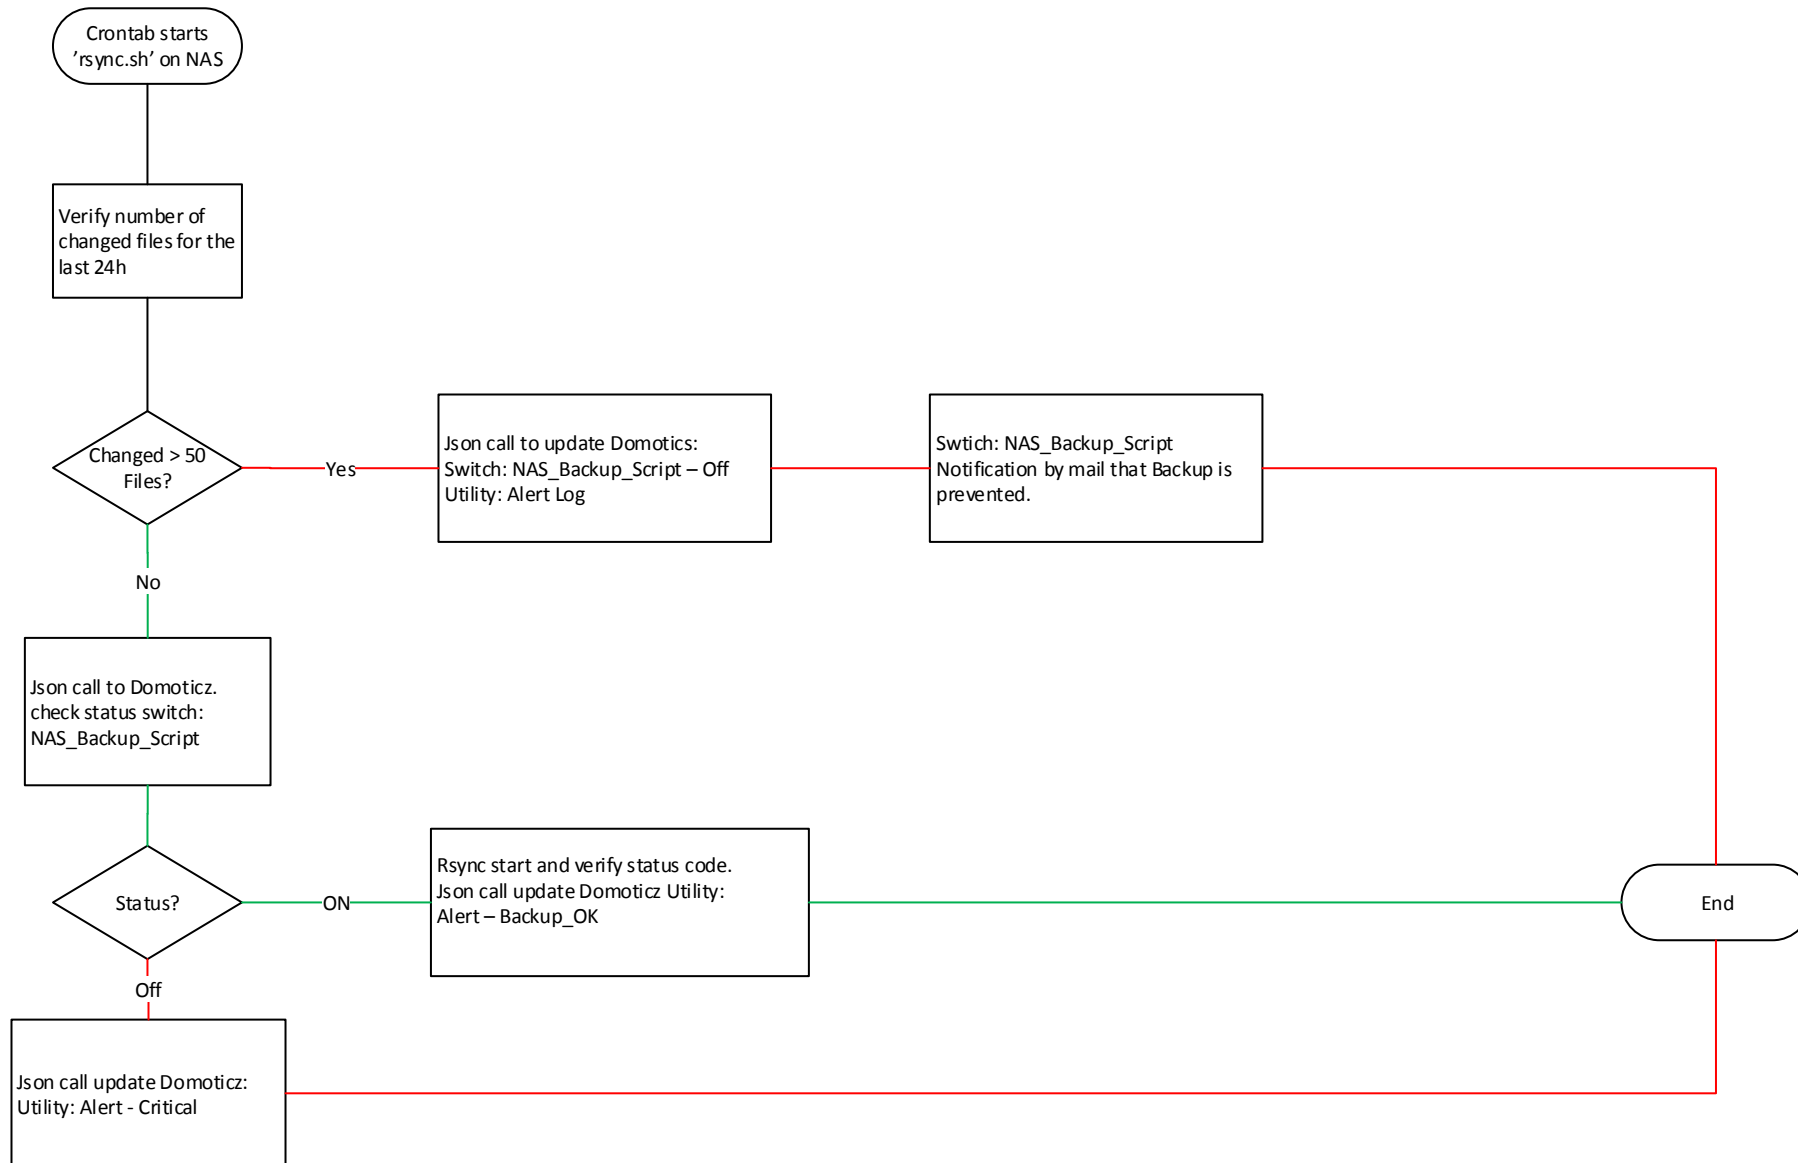 Crontab starts
’rsync.sh’ on NAS
Verify number of
changed files for the
last 24h
Changed > 50
Files?
Yes
Json call to update Domotics:
Switch: NAS_Backup_Script – Off
Utility: Alert Log
Swtich: NAS_Backup_Script
Notification by mail that Backup is
prevented.
No
Json call to Domoticz.
check status switch:
NAS_Backup_Script
Status?
ON
Rsync start and verify status code.
Json call update Domoticz Utility:
Alert – Backup_OK
End
Off
Json call update Domoticz:
Utility: Alert - Critical